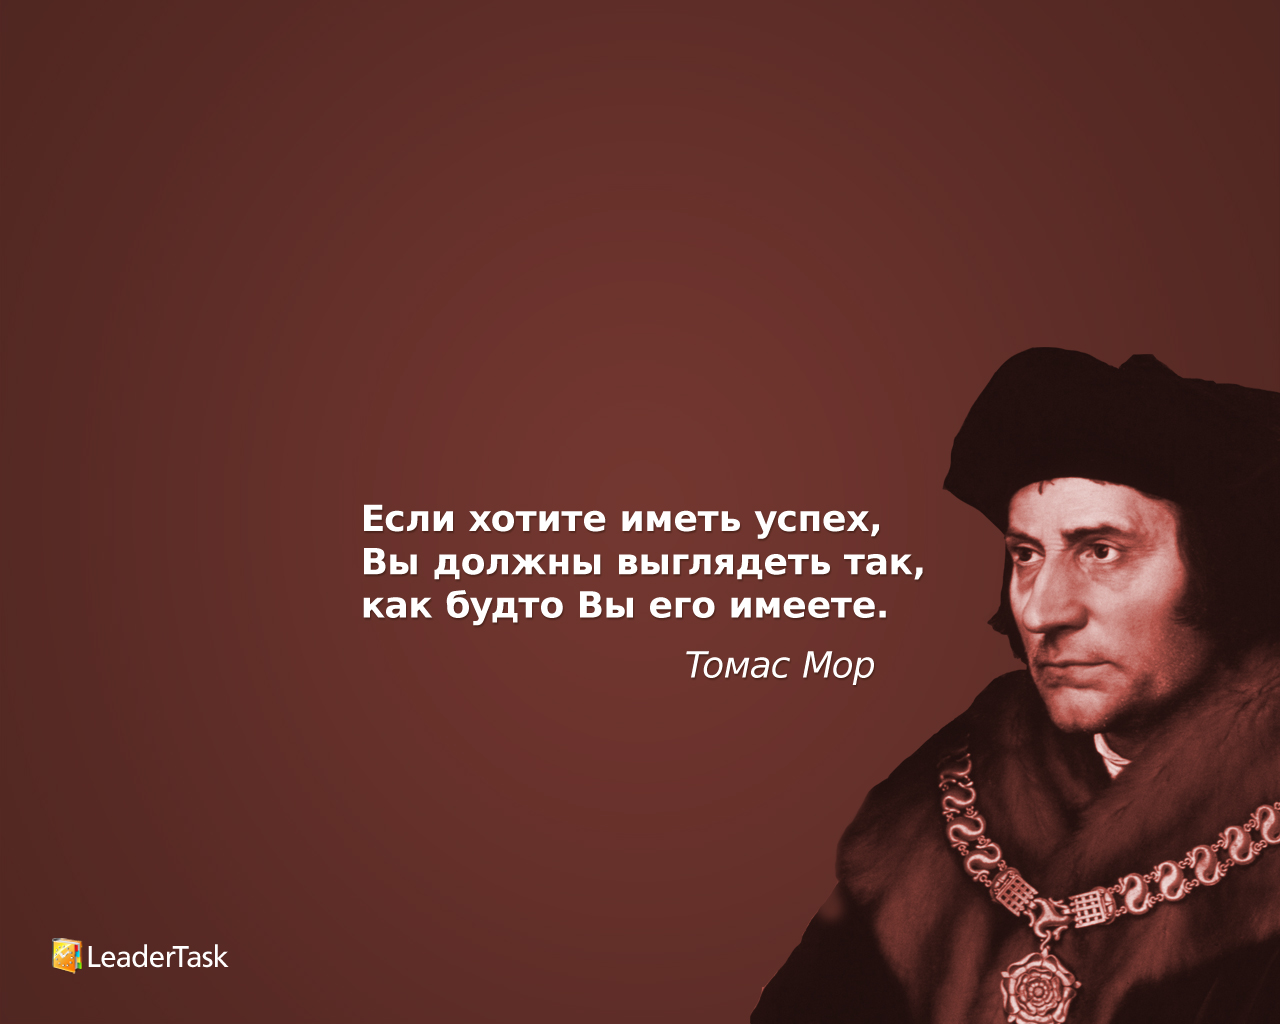 Если хотите иметь успех,
Вы должны выглядеть так,
как будто Вы его имеете.
Томас Мор
LeaderTask